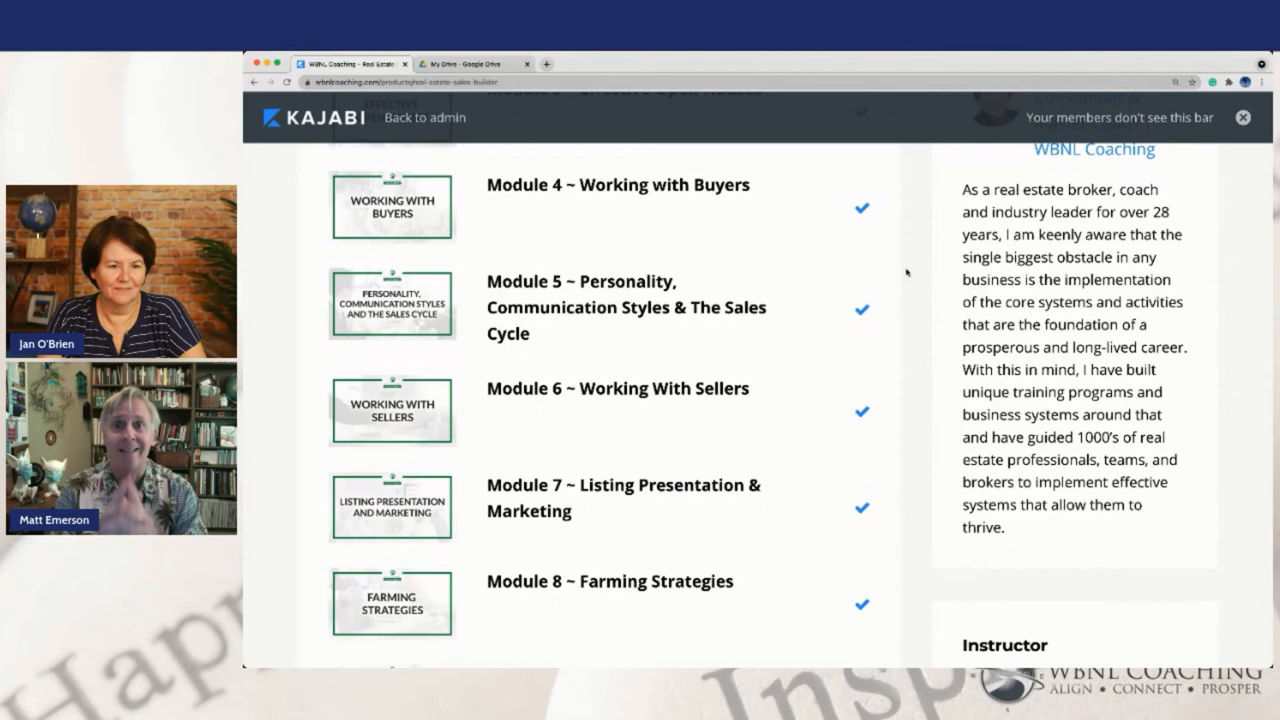 WBNL Coaching - Real Estate
My Drive - Google Drive
wbnlcoaching.com/products/real-estate-sales-builder
KAJABI
Back to admin
Your members don't see this bar
WBNL Coaching
WORKING WITH
BUYERS
Module 4 ~ Working with Buyers
PERSONALITY,
COMMUNICATION STYLES
AND THE SALES CYCLE
Module 5 ~ Personality,
Communication Styles & The Sales
Cycle
WORKING WITH
SELLERS
Module 6 ~ Working With Sellers
LISTING PRESENTATION
AND MARKETING
Module 7 ~ Listing Presentation &
Marketing
FARMING
STRATEGIES
Module 8 ~ Farming Strategies
As a real estate broker, coach
and industry leader for over 28
years, I am keenly aware that the
single biggest obstacle in any
business is the implementation
of the core systems and activities
that are the foundation of a
prosperous and long-lived career.
With this in mind, I have built
unique training programs and
business systems around that
and have guided 1000's of real
estate professionals, teams, and
brokers to implement effective
systems that allow them to
thrive.
Instructor
Jan O'Brien
Matt Emerson
WBNL COACHING
ALIGN • CONNECT • PROSPER